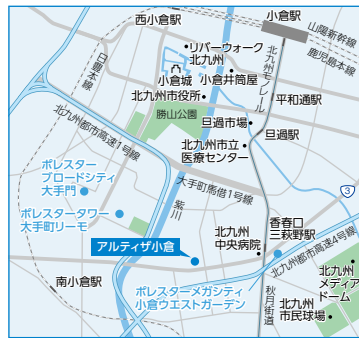 西小倉駅
小倉駅
山陽新幹線
鹿児島本線
日豊本線
リバーウォーク
北九州
北九州モノレール
小倉城
小倉井筒屋
北九州市役所
平和通駅
勝山公園
旦過市場
旦過駅
北九州都市高速1号線
北九州市立
医療センター
大手町馬借1号線
紫川
ポレスター
ブロードシティ
大手門
3
ポレスタータワー
大手町リーモ
アルティザ小倉
北九州
中央病院
香春口
三萩野駅
北九州都市高速4号線
南小倉駅
ポレスターメガシティ
小倉ウエストガーデン
秋月街道
北九州
メディア
ドーム
北九州
市民球場